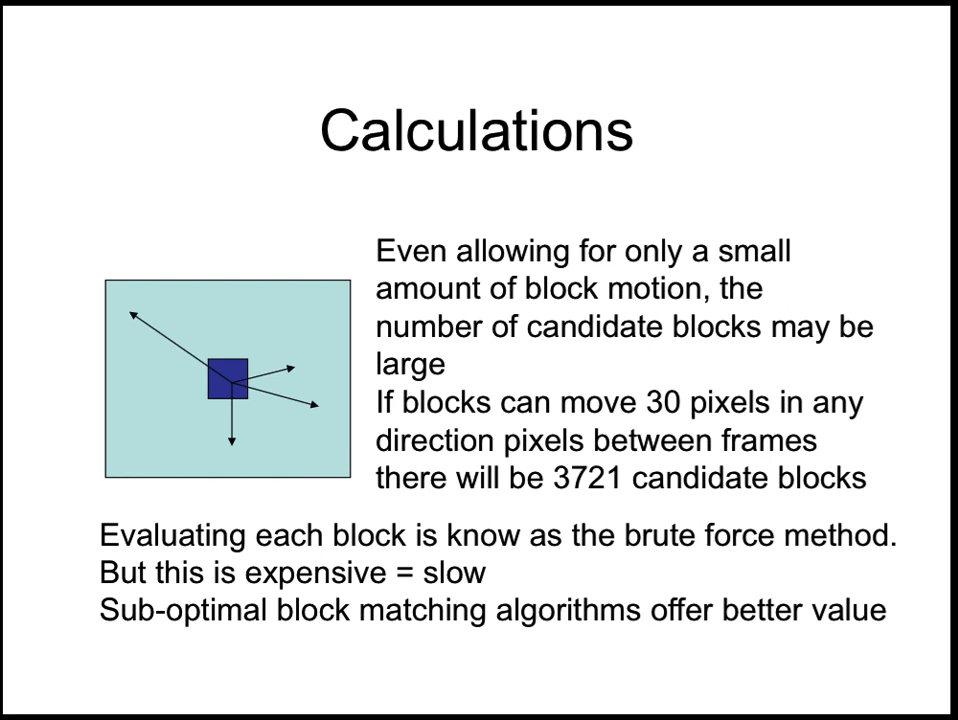 Calculations
Even allowing for only a small
amount of block motion, the
number of candidate blocks may be
large
If blocks can move 30 pixels in any
direction pixels between frames
there will be 3721 candidate blocks
Evaluating each block is know as the brute force method.
But this is expensive = slow
Sub-optimal block matching algorithms offer better value